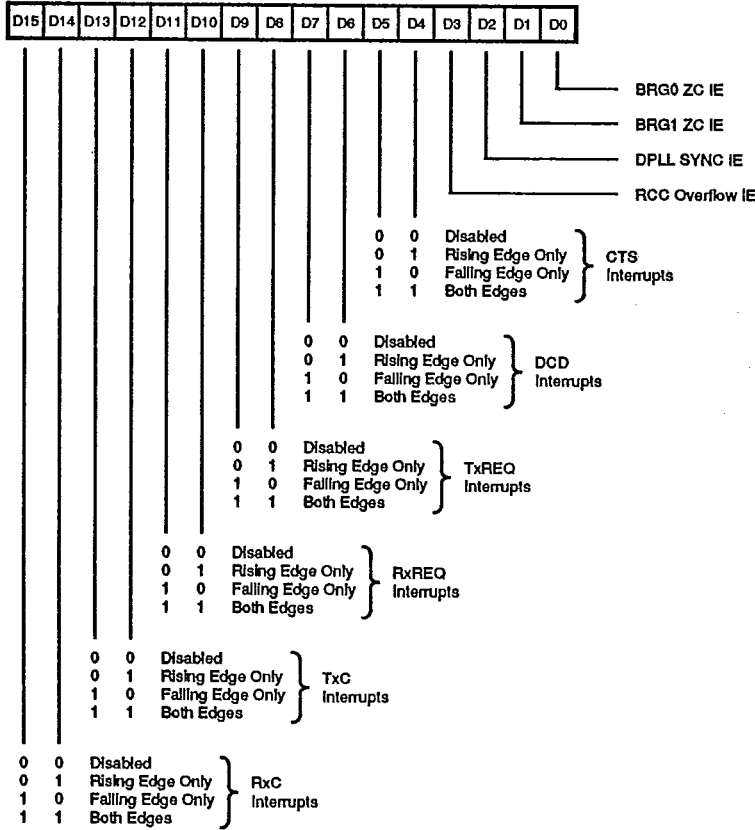 D15 D14 D13 D12 D11 D10 D9 D8 D7 D6 D5 D4 D3 D2 D1 D0
BRG0 ZC IE
BRG1 ZC IE
DPLL SYNC IE
RCC Overflow IE
0 0 Disabled
0 1 Rising Edge Only
1 0 Falling Edge Only
1 1 Both Edges
CTS
Interrupts
0 0 Disabled
0 1 Rising Edge Only
1 0 Falling Edge Only
1 1 Both Edges
DCD
Interrupts
0 0 Disabled
0 1 Rising Edge Only
1 0 Falling Edge Only
1 1 Both Edges
TxREQ
Interrupts
0 0 Disabled
0 1 Rising Edge Only
1 0 Falling Edge Only
1 1 Both Edges
RxREQ
Interrupts
0 0 Disabled
0 1 Rising Edge Only
1 0 Falling Edge Only
1 1 Both Edges
TxC
Interrupts
0 0 Disabled
0 1 Rising Edge Only
1 0 Falling Edge Only
1 1 Both Edges
RxC
Interrupts